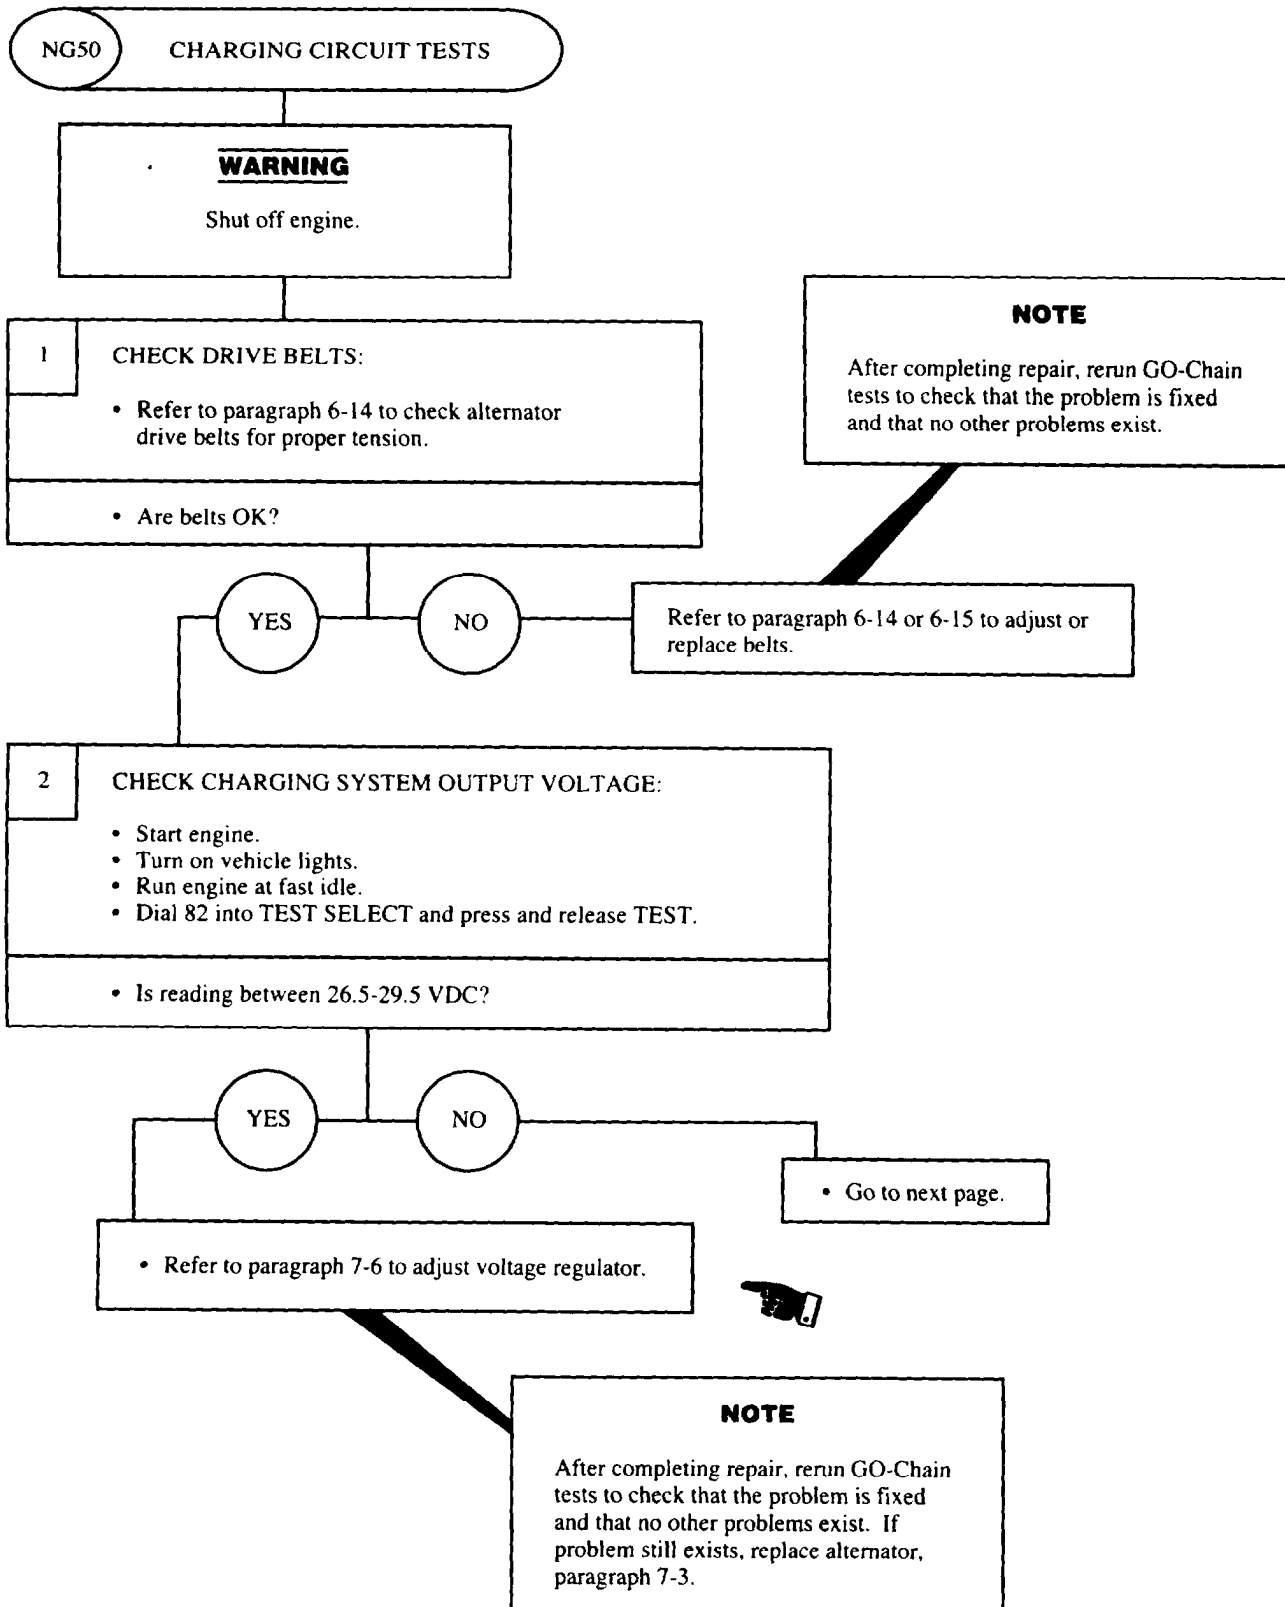 NG50 CHARGING CIRCUIT TESTS
WARNING
Shut off engine.
1 CHECK DRIVE BELTS:
• Refer to paragraph 6-14 to check alternator
drive belts for proper tension.
• Are belts OK?
NOTE
After completing repair, rerun GO-Chain
tests to check that the problem is fixed
and that no other problems exist.
YES
NO
Refer to paragraph 6-14 or 6-15 to adjust or
replace belts.
2 CHECK CHARGING SYSTEM OUTPUT VOLTAGE:
• Start engine.
• Turn on vehicle lights.
• Run engine at fast idle.
• Dial 82 into TEST SELECT and press and release TEST.
• Is reading between 26.5-29.5 VDC?
YES
NO
• Go to next page.
• Refer to paragraph 7-6 to adjust voltage regulator.
NOTE
After completing repair, rerun GO-Chain
tests to check that the problem is fixed
and that no other problems exist. If
problem still exists, replace alternator,
paragraph 7-3.